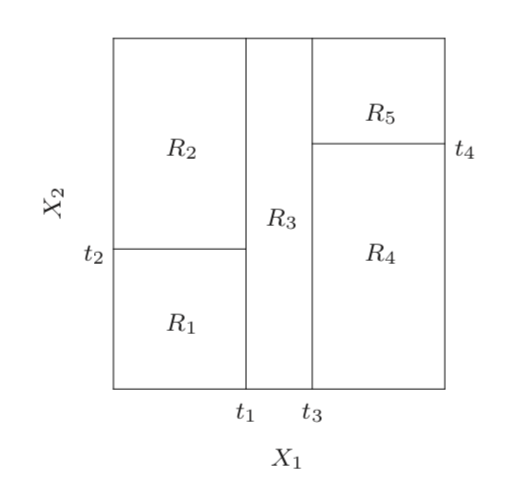 R₅
R₂
t₄
X₂
R₃
t₂
R₄
R₁
t₁ t₃
X₁